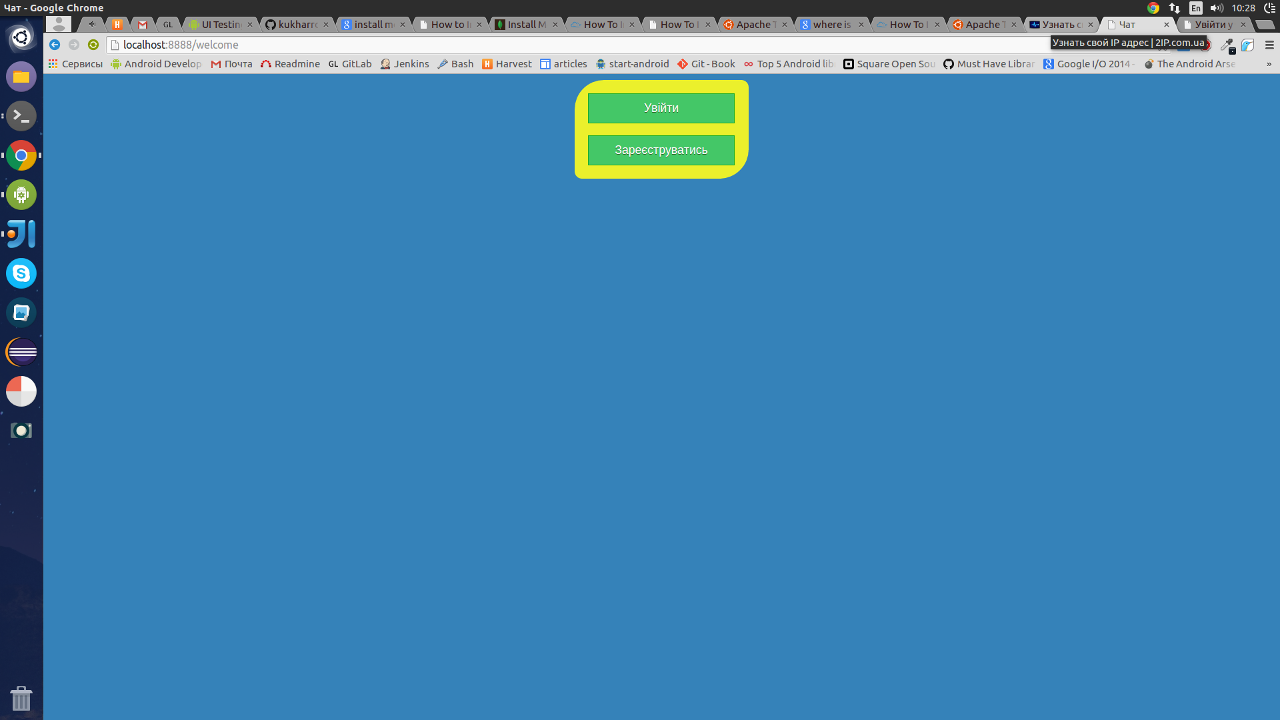 Чат - Google Chrome
En
10:28
GL
UI Testin
kukharro
install m
How to I
Install M
How To I
How To I
Apache T
where is
How To I
Apache T
Узнать с
Чат
Увійти у
localhost:8888/welcome
Узнать свой IP адрес | 2IP.com.ua
Сервисы
Android Develop
Почта
Readmine
GL GitLab
Jenkins
Bash
Harvest
articles
start-android
Git - Book
Top 5 Android lib
Square Open Sou
Must Have Librar
Google I/O 2014 -
The Android Arse
»
Увійти
Зареєструватись